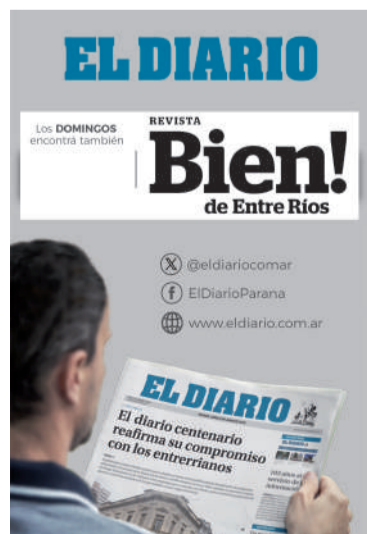 EL DIARIO
Los DOMINGOS
encontrá también
REVISTA
Bien!
de Entre Ríos
@eldiariocomar
ElDiarioParana
www.eldiario.com.ar
EL DIARIO
El diario centenario
reafirma su compromiso
con los entrerrianos